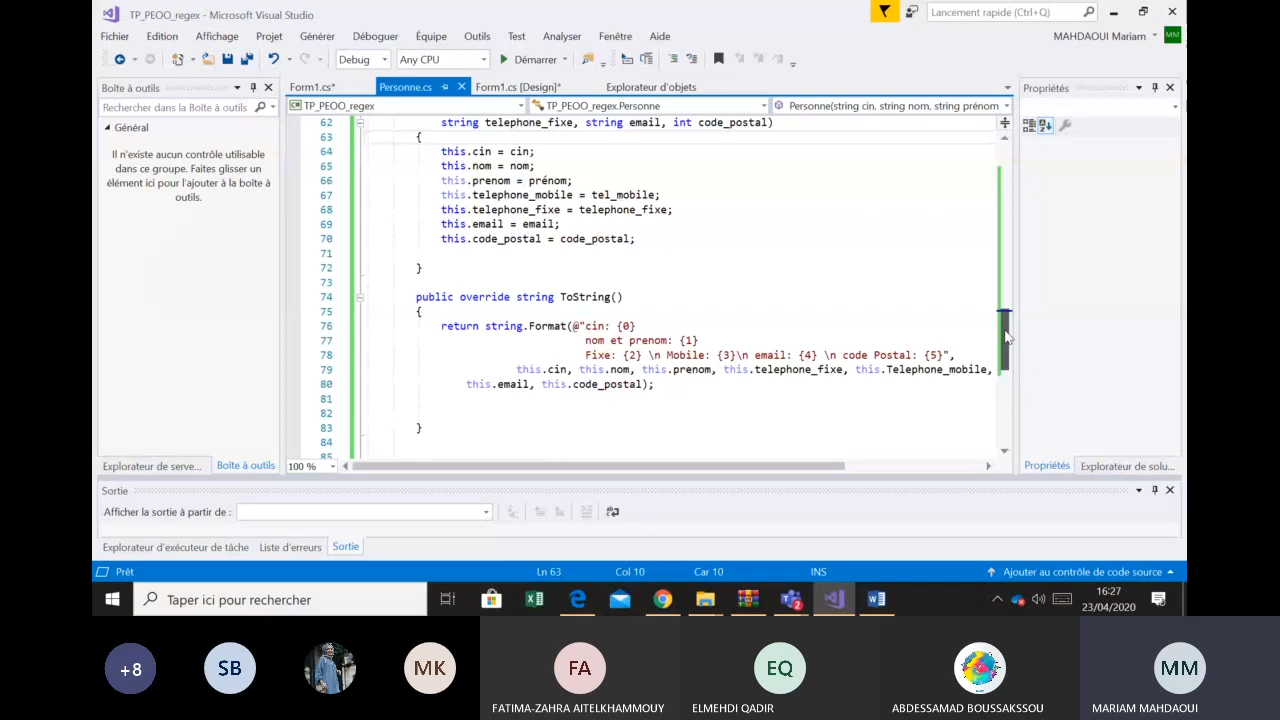 TP_PEOO_regex - Microsoft Visual Studio
Lancement rapide (Ctrl+Q)
Fichier Edition Affichage Projet Générer Déboguer Équipe Outils Test Analyser Fenêtre Aide
MAHDAOUI Mariam MM
Debug Any CPU Démarrer
Boîte à outils
Form1.cs* Personne.cs Form1.cs [Design]* Explorateur d'objets
Propriétés
Rechercher dans la Boîte à outils
TP_PEOO_regex TP_PEOO_regex.Personne Personne(string cin, string nom, string prénom
Général
Il n'existe aucun contrôle utilisable
dans ce groupe. Faites glisser un
élément ici pour l'ajouter à la boîte à
outils.
62 string telephone_fixe, string email, int code_postal)
63 {
64 this.cin = cin;
65 this.nom = nom;
66 this.prenom = prénom;
67 this.telephone_mobile = tel_mobile;
68 this.telephone_fixe = telephone_fixe;
69 this.email = email;
70 this.code_postal = code_postal;
71
72 }
73
74 public override string ToString()
75 {
76 return string.Format(@"cin: {0}
77 nom et prenom: {1}
78 Fixe: {2} \n Mobile: {3}\n email: {4} \n code Postal: {5}",
79 this.cin, this.nom, this.prenom, this.telephone_fixe, this.Telephone_mobile,
80 this.email, this.code_postal);
81
82
83 }
84
85
100 %
Explorateur de serve... Boîte à outils
Propriétés Explorateur de solu...
Sortie
Afficher la sortie à partir de :
Explorateur d'exécuteur de tâche Liste d'erreurs Sortie
Prêt Ln 63 Col 10 Car 10 INS Ajouter au contrôle de code source
Taper ici pour rechercher
16:27
23/04/2020
+8 SB MK FA EQ MM
FATIMA-ZAHRA AITELKHAMMOUY ELMEHDI QADIR ABDESSAMAD BOUSSAKSSOU MARIAM MAHDAOUI